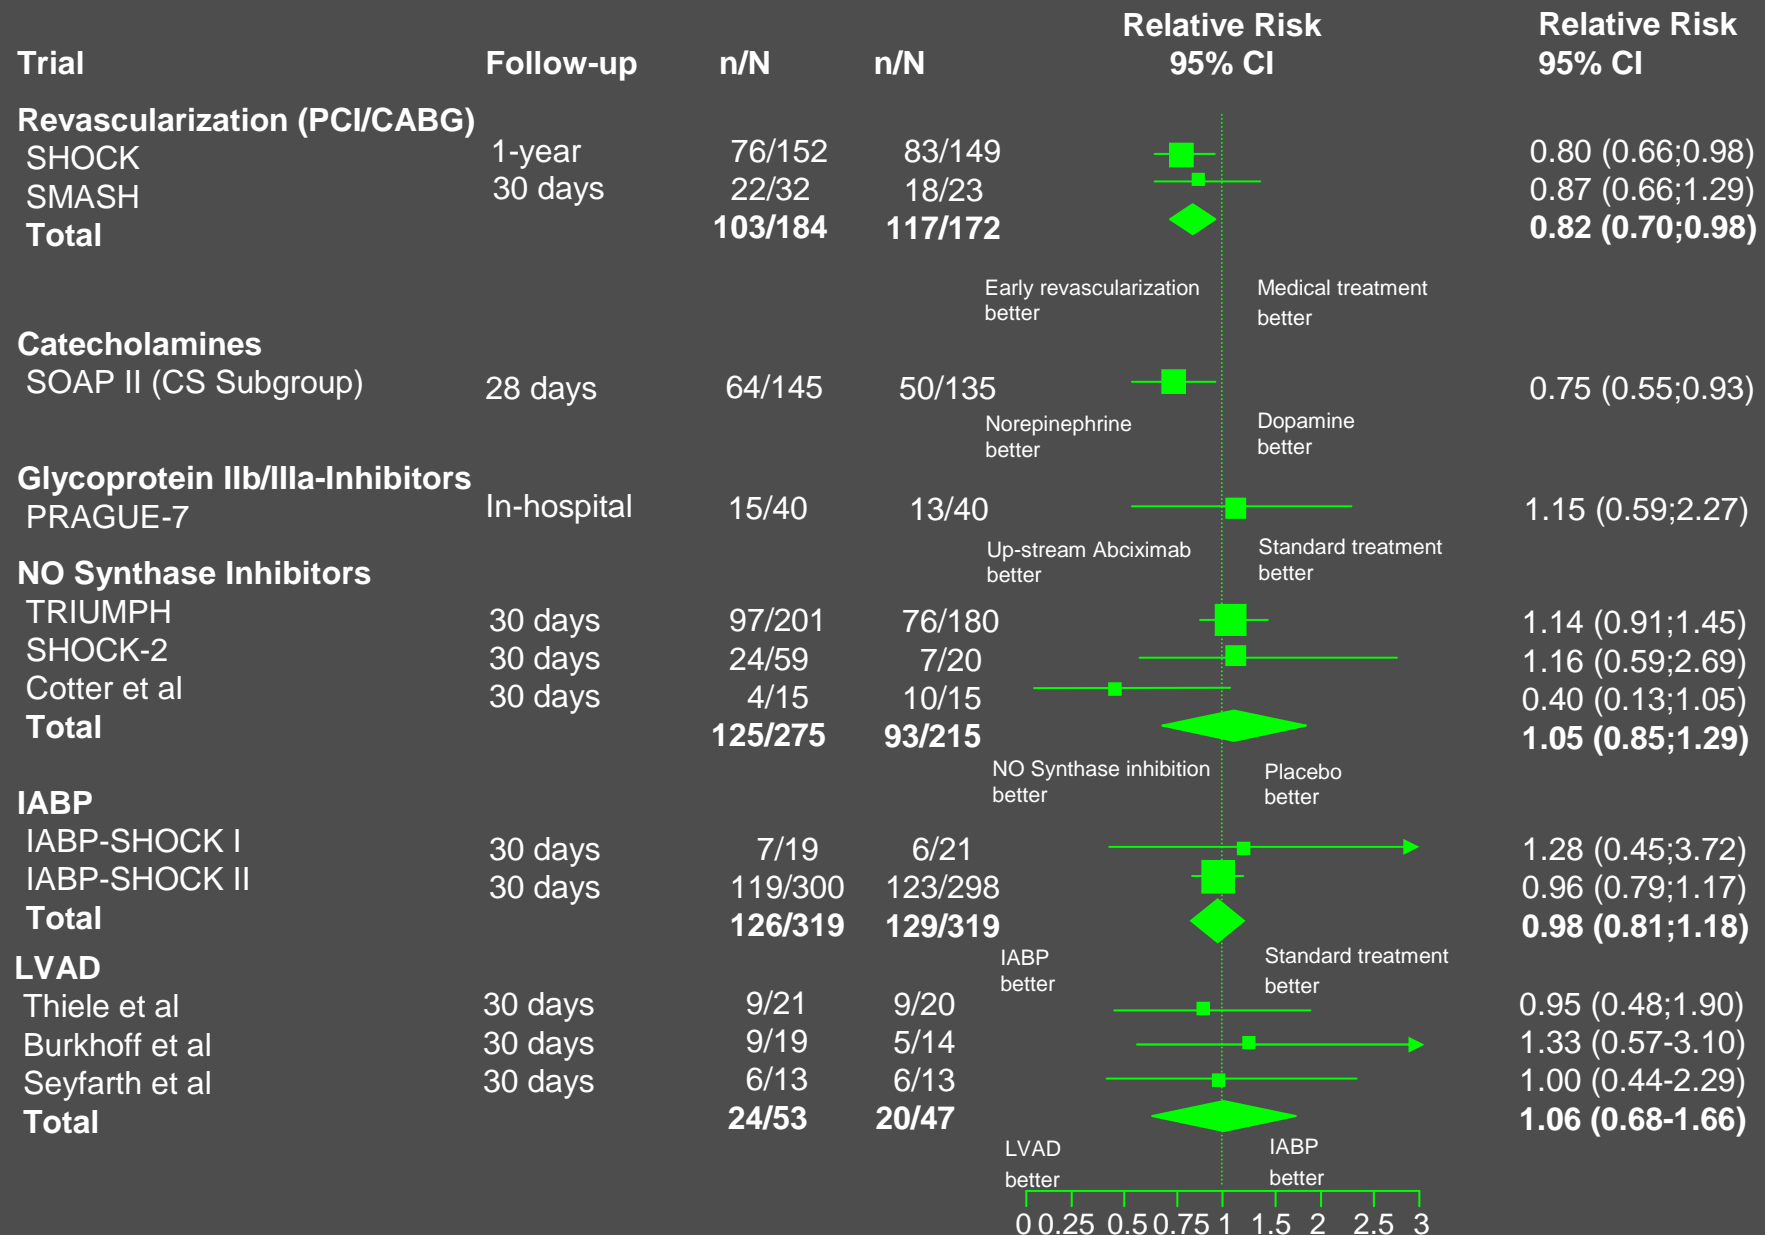 Relative Risk Relative Risk
Trial Follow-up n/N n/N 95% CI 95% CI
Revascularization (PCI/CABG)
SHOCK 1-year 76/152 83/149 0.80 (0.66;0.98)
SMASH 30 days 22/32 18/23 0.87 (0.66;1.29)
Total 103/184 117/172 0.82 (0.70;0.98)
Early revascularization Medical treatment
better better
Catecholamines
SOAP II (CS Subgroup) 28 days 64/145 50/135 0.75 (0.55;0.93)
Norepinephrine Dopamine
better better
Glycoprotein IIb/IIIa-Inhibitors
PRAGUE-7 In-hospital 15/40 13/40 1.15 (0.59;2.27)
Up-stream Abciximab Standard treatment
better better
NO Synthase Inhibitors
TRIUMPH 30 days 97/201 76/180 1.14 (0.91;1.45)
SHOCK-2 30 days 24/59 7/20 1.16 (0.59;2.69)
Cotter et al 30 days 4/15 10/15 0.40 (0.13;1.05)
Total 125/275 93/215 1.05 (0.85;1.29)
NO Synthase inhibition Placebo
better better
IABP
IABP-SHOCK I 30 days 7/19 6/21 1.28 (0.45;3.72)
IABP-SHOCK II 30 days 119/300 123/298 0.96 (0.79;1.17)
Total 126/319 129/319 0.98 (0.81;1.18)
IABP Standard treatment
better better
LVAD
Thiele et al 30 days 9/21 9/20 0.95 (0.48;1.90)
Burkhoff et al 30 days 9/19 5/14 1.33 (0.57-3.10)
Seyfarth et al 30 days 6/13 6/13 1.00 (0.44-2.29)
Total 24/53 20/47 1.06 (0.68-1.66)
LVAD IABP
better better
0 0.25 0.5 0.75 1 1.5 2 2.5 3